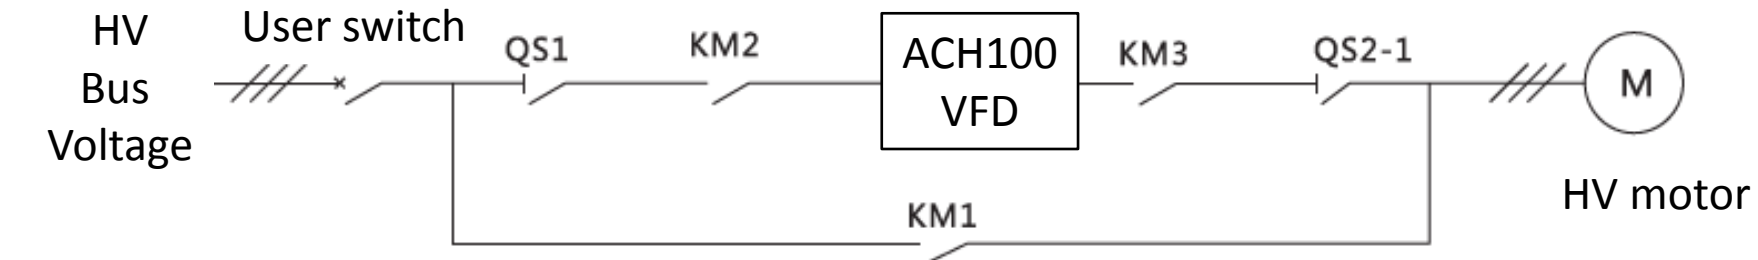 HV
Bus
Voltage
User switch
QS1
KM2
ACH100
VFD
KM3
QS2-1
M
HV motor
KM1